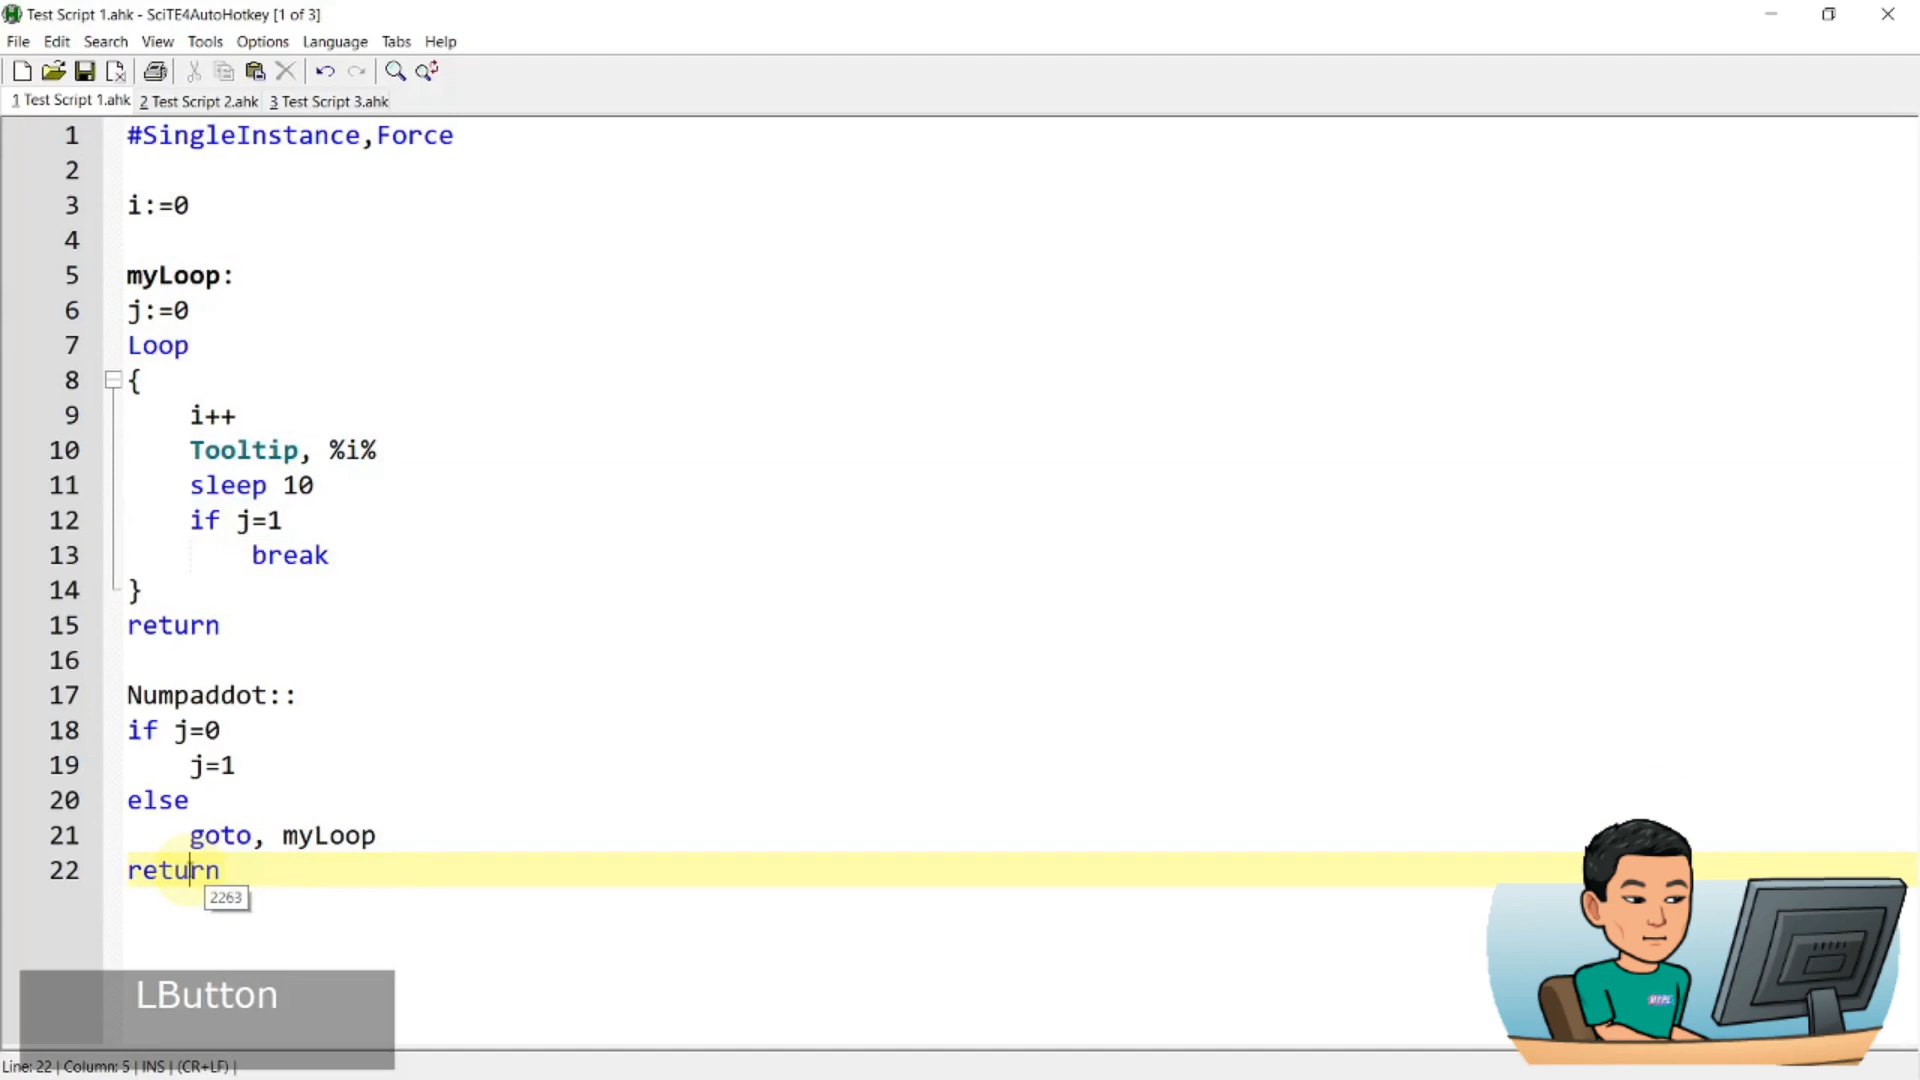 Test Script 1.ahk - SciTE4AutoHotkey [1 of 3]
File Edit Search View Tools Options Language Tabs Help
1 Test Script 1.ahk 2 Test Script 2.ahk 3 Test Script 3.ahk
1 #SingleInstance,Force
2
3 i:=0
4
5 myLoop:
6 j:=0
7 Loop
8 {
9 i++
10 Tooltip, %i%
11 sleep 10
12 if j=1
13 break
14 }
15 return
16
17 Numpaddot::
18 if j=0
19 j=1
20 else
21 goto, myLoop
22 return
2263
LButton
Line: 22 | Column: 5 | INS | (CR+LF) |